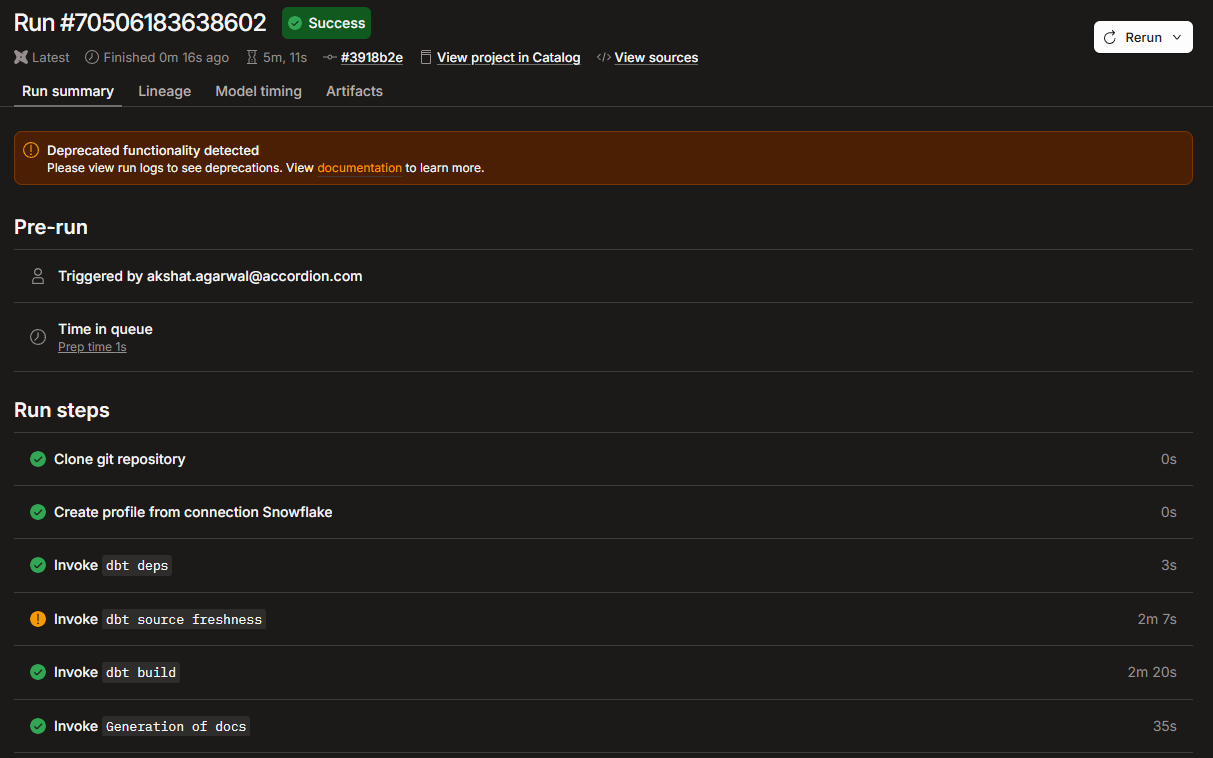 Run #70506183638602 Success
Rerun
Latest Finished 0m 16s ago 5m, 11s #3918b2e View project in Catalog View sources
Run summary Lineage Model timing Artifacts
Deprecated functionality detected
Please view run logs to see deprecations. View documentation to learn more.
Pre-run
Triggered by akshat.agarwal@accordion.com
Time in queue
Prep time 1s
Run steps
Clone git repository 0s
Create profile from connection Snowflake 0s
Invoke dbt deps 3s
Invoke dbt source freshness 2m 7s
Invoke dbt build 2m 20s
Invoke Generation of docs 35s